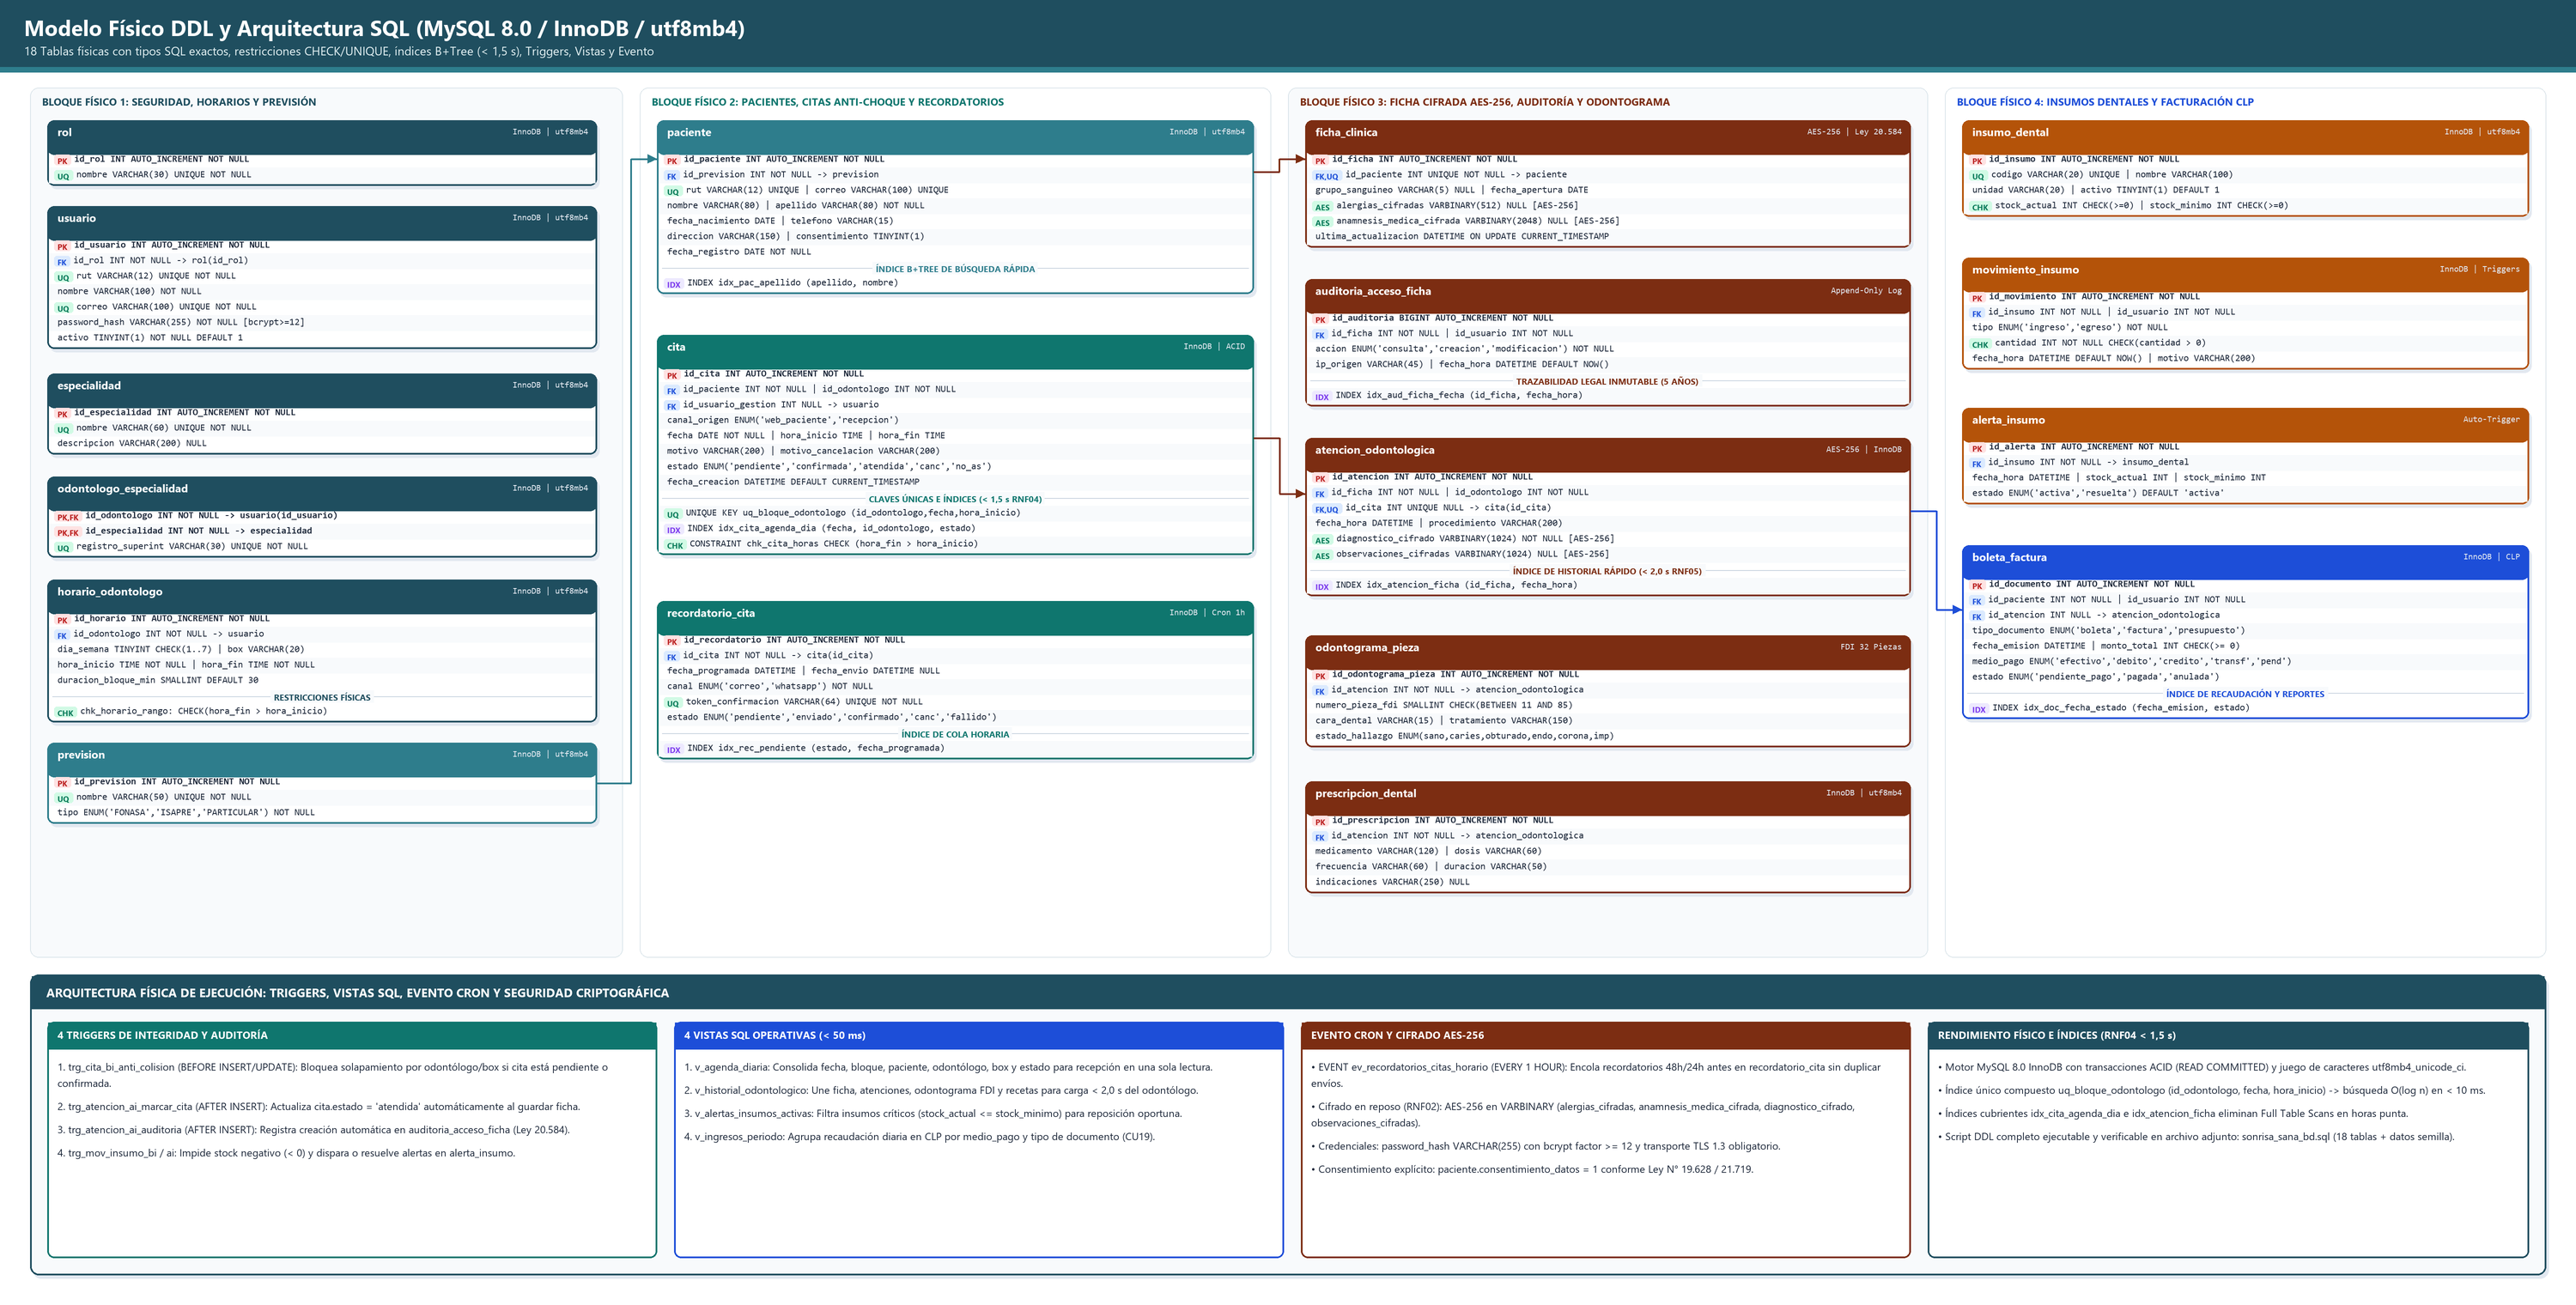 Modelo Físico DDL y Arquitectura SQL (MySQL 8.0 / InnoDB / utf8mb4)
18 Tablas físicas con tipos SQL exactos, restricciones CHECK/UNIQUE, índices B+Tree (< 1,5 s), Triggers, Vistas y Evento
BLOQUE FÍSICO 1: SEGURIDAD, HORARIOS Y PREVISIÓN
rol InnoDB | utf8mb4
PK id_rol INT AUTO_INCREMENT NOT NULL
UQ nombre VARCHAR(30) UNIQUE NOT NULL
usuario InnoDB | utf8mb4
PK id_usuario INT AUTO_INCREMENT NOT NULL
FK id_rol INT NOT NULL -> rol(id_rol)
UQ rut VARCHAR(12) UNIQUE NOT NULL
nombre VARCHAR(100) NOT NULL
UQ correo VARCHAR(100) UNIQUE NOT NULL
password_hash VARCHAR(255) NOT NULL [bcrypt>=12]
activo TINYINT(1) NOT NULL DEFAULT 1
especialidad InnoDB | utf8mb4
PK id_especialidad INT AUTO_INCREMENT NOT NULL
UQ nombre VARCHAR(60) UNIQUE NOT NULL
descripcion VARCHAR(200) NULL
odontologo_especialidad InnoDB | utf8mb4
PK,FK id_odontologo INT NOT NULL -> usuario(id_usuario)
PK,FK id_especialidad INT NOT NULL -> especialidad
UQ registro_superint VARCHAR(30) UNIQUE NOT NULL
horario_odontologo InnoDB | utf8mb4
PK id_horario INT AUTO_INCREMENT NOT NULL
FK id_odontologo INT NOT NULL -> usuario
dia_semana TINYINT CHECK(1..7) | box VARCHAR(20)
hora_inicio TIME NOT NULL | hora_fin TIME NOT NULL
duracion_bloque_min SMALLINT DEFAULT 30
RESTRICCIONES FÍSICAS
CHK chk_horario_rango: CHECK(hora_fin > hora_inicio)
prevision InnoDB | utf8mb4
PK id_prevision INT AUTO_INCREMENT NOT NULL
UQ nombre VARCHAR(50) UNIQUE NOT NULL
tipo ENUM('FONASA','ISAPRE','PARTICULAR') NOT NULL
BLOQUE FÍSICO 2: PACIENTES, CITAS ANTI-CHOQUE Y RECORDATORIOS
paciente InnoDB | utf8mb4
PK id_paciente INT AUTO_INCREMENT NOT NULL
FK id_prevision INT NOT NULL -> prevision
UQ rut VARCHAR(12) UNIQUE | correo VARCHAR(100) UNIQUE
nombre VARCHAR(80) | apellido VARCHAR(80) NOT NULL
fecha_nacimiento DATE | telefono VARCHAR(15)
direccion VARCHAR(150) | consentimiento TINYINT(1)
fecha_registro DATE NOT NULL
ÍNDICE B+TREE DE BÚSQUEDA RÁPIDA
IDX INDEX idx_pac_apellido (apellido, nombre)
cita InnoDB | ACID
PK id_cita INT AUTO_INCREMENT NOT NULL
FK id_paciente INT NOT NULL | id_odontologo INT NOT NULL
FK id_usuario_gestion INT NULL -> usuario
canal_origen ENUM('web_paciente','recepcion')
fecha DATE NOT NULL | hora_inicio TIME | hora_fin TIME
motivo VARCHAR(200) | motivo_cancelacion VARCHAR(200)
estado ENUM('pendiente','confirmada','atendida','canc','no_as')
fecha_creacion DATETIME DEFAULT CURRENT_TIMESTAMP
CLAVES ÚNICAS E ÍNDICES (< 1,5 s RNF04)
UQ UNIQUE KEY uq_bloque_odontologo (id_odontologo,fecha,hora_inicio)
IDX INDEX idx_cita_agenda_dia (fecha, id_odontologo, estado)
CHK CONSTRAINT chk_cita_horas CHECK (hora_fin > hora_inicio)
recordatorio_cita InnoDB | Cron 1h
PK id_recordatorio INT AUTO_INCREMENT NOT NULL
FK id_cita INT NOT NULL -> cita(id_cita)
fecha_programada DATETIME | fecha_envio DATETIME NULL
canal ENUM('correo','whatsapp') NOT NULL
UQ token_confirmacion VARCHAR(64) UNIQUE NOT NULL
estado ENUM('pendiente','enviado','confirmado','canc','fallido')
ÍNDICE DE COLA HORARIA
IDX INDEX idx_rec_pendiente (estado, fecha_programada)
BLOQUE FÍSICO 3: FICHA CIFRADA AES-256, AUDITORÍA Y ODONTOGRAMA
ficha_clinica AES-256 | Ley 20.584
PK id_ficha INT AUTO_INCREMENT NOT NULL
FK,UQ id_paciente INT UNIQUE NOT NULL -> paciente
grupo_sanguineo VARCHAR(5) NULL | fecha_apertura DATE
AES alergias_cifradas VARBINARY(512) NULL [AES-256]
AES anamnesis_medica_cifrada VARBINARY(2048) NULL [AES-256]
ultima_actualizacion DATETIME ON UPDATE CURRENT_TIMESTAMP
auditoria_acceso_ficha Append-Only Log
PK id_auditoria BIGINT AUTO_INCREMENT NOT NULL
FK id_ficha INT NOT NULL | id_usuario INT NOT NULL
accion ENUM('consulta','creacion','modificacion') NOT NULL
ip_origen VARCHAR(45) | fecha_hora DATETIME DEFAULT NOW()
TRAZABILIDAD LEGAL INMUTABLE (5 AÑOS)
IDX INDEX idx_aud_ficha_fecha (id_ficha, fecha_hora)
atencion_odontologica AES-256 | InnoDB
PK id_atencion INT AUTO_INCREMENT NOT NULL
FK id_ficha INT NOT NULL | id_odontologo INT NOT NULL
FK,UQ id_cita INT UNIQUE NULL -> cita(id_cita)
fecha_hora DATETIME | procedimiento VARCHAR(200)
AES diagnostico_cifrado VARBINARY(1024) NOT NULL [AES-256]
AES observaciones_cifradas VARBINARY(1024) NULL [AES-256]
ÍNDICE DE HISTORIAL RÁPIDO (< 2,0 s RNF05)
IDX INDEX idx_atencion_ficha (id_ficha, fecha_hora)
odontograma_pieza FDI 32 Piezas
PK id_odontograma_pieza INT AUTO_INCREMENT NOT NULL
FK id_atencion INT NOT NULL -> atencion_odontologica
numero_pieza_fdi SMALLINT CHECK(BETWEEN 11 AND 85)
cara_dental VARCHAR(15) | tratamiento VARCHAR(150)
estado_hallazgo ENUM(sano,caries,obturado,endo,corona,imp)
prescripcion_dental InnoDB | utf8mb4
PK id_prescripcion INT AUTO_INCREMENT NOT NULL
FK id_atencion INT NOT NULL -> atencion_odontologica
medicamento VARCHAR(120) | dosis VARCHAR(60)
frecuencia VARCHAR(60) | duracion VARCHAR(50)
indicaciones VARCHAR(250) NULL
BLOQUE FÍSICO 4: INSUMOS DENTALES Y FACTURACIÓN CLP
insumo_dental InnoDB | utf8mb4
PK id_insumo INT AUTO_INCREMENT NOT NULL
UQ codigo VARCHAR(20) UNIQUE | nombre VARCHAR(100)
unidad VARCHAR(20) | activo TINYINT(1) DEFAULT 1
CHK stock_actual INT CHECK(>=0) | stock_minimo INT CHECK(>=0)
movimiento_insumo InnoDB | Triggers
PK id_movimiento INT AUTO_INCREMENT NOT NULL
FK id_insumo INT NOT NULL | id_usuario INT NOT NULL
tipo ENUM('ingreso','egreso') NOT NULL
CHK cantidad INT NOT NULL CHECK(cantidad > 0)
fecha_hora DATETIME DEFAULT NOW() | motivo VARCHAR(200)
alerta_insumo Auto-Trigger
PK id_alerta INT AUTO_INCREMENT NOT NULL
FK id_insumo INT NOT NULL -> insumo_dental
fecha_hora DATETIME | stock_actual INT | stock_minimo INT
estado ENUM('activa','resuelta') DEFAULT 'activa'
boleta_factura InnoDB | CLP
PK id_documento INT AUTO_INCREMENT NOT NULL
FK id_paciente INT NOT NULL | id_usuario INT NOT NULL
FK id_atencion INT NULL -> atencion_odontologica
tipo_documento ENUM('boleta','factura','presupuesto')
fecha_emision DATETIME | monto_total INT CHECK(>= 0)
medio_pago ENUM('efectivo','debito','credito','transf','pend')
estado ENUM('pendiente_pago','pagada','anulada')
ÍNDICE DE RECAUDACIÓN Y REPORTES
IDX INDEX idx_doc_fecha_estado (fecha_emision, estado)
ARQUITECTURA FÍSICA DE EJECUCIÓN: TRIGGERS, VISTAS SQL, EVENTO CRON Y SEGURIDAD CRIPTOGRÁFICA
4 TRIGGERS DE INTEGRIDAD Y AUDITORÍA
1. trg_cita_bi_anti_colision (BEFORE INSERT/UPDATE): Bloquea solapamiento por odontólogo/box si cita está pendiente o
confirmada.
2. trg_atencion_ai_marcar_cita (AFTER INSERT): Actualiza cita.estado = 'atendida' automáticamente al guardar ficha.
3. trg_atencion_ai_auditoria (AFTER INSERT): Registra creación automática en auditoria_acceso_ficha (Ley 20.584).
4. trg_mov_insumo_bi / ai: Impide stock negativo (< 0) y dispara o resuelve alertas en alerta_insumo.
4 VISTAS SQL OPERATIVAS (< 50 ms)
1. v_agenda_diaria: Consolida fecha, bloque, paciente, odontólogo, box y estado para recepción en una sola lectura.
2. v_historial_odontologico: Une ficha, atenciones, odontograma FDI y recetas para carga < 2,0 s del odontólogo.
3. v_alertas_insumos_activas: Filtra insumos críticos (stock_actual <= stock_minimo) para reposición oportuna.
4. v_ingresos_periodo: Agrupa recaudación diaria en CLP por medio_pago y tipo de documento (CU19).
EVENTO CRON Y CIFRADO AES-256
• EVENT ev_recordatorios_citas_horario (EVERY 1 HOUR): Encola recordatorios 48h/24h antes en recordatorio_cita sin duplicar
envíos.
• Cifrado en reposo (RNF02): AES-256 en VARBINARY (alergias_cifradas, anamnesis_medica_cifrada, diagnostico_cifrado,
observaciones_cifradas).
• Credenciales: password_hash VARCHAR(255) con bcrypt factor >= 12 y transporte TLS 1.3 obligatorio.
• Consentimiento explícito: paciente.consentimiento_datos = 1 conforme Ley N° 19.628 / 21.719.
RENDIMIENTO FÍSICO E ÍNDICES (RNF04 < 1,5 s)
• Motor MySQL 8.0 InnoDB con transacciones ACID (READ COMMITTED) y juego de caracteres utf8mb4_unicode_ci.
• Índice único compuesto uq_bloque_odontologo (id_odontologo, fecha, hora_inicio) -> búsqueda O(log n) en < 10 ms.
• Índices cubrientes idx_cita_agenda_dia e idx_atencion_ficha eliminan Full Table Scans en horas punta.
• Script DDL completo ejecutable y verificable en archivo adjunto: sonrisa_sana_bd.sql (18 tablas + datos semilla).